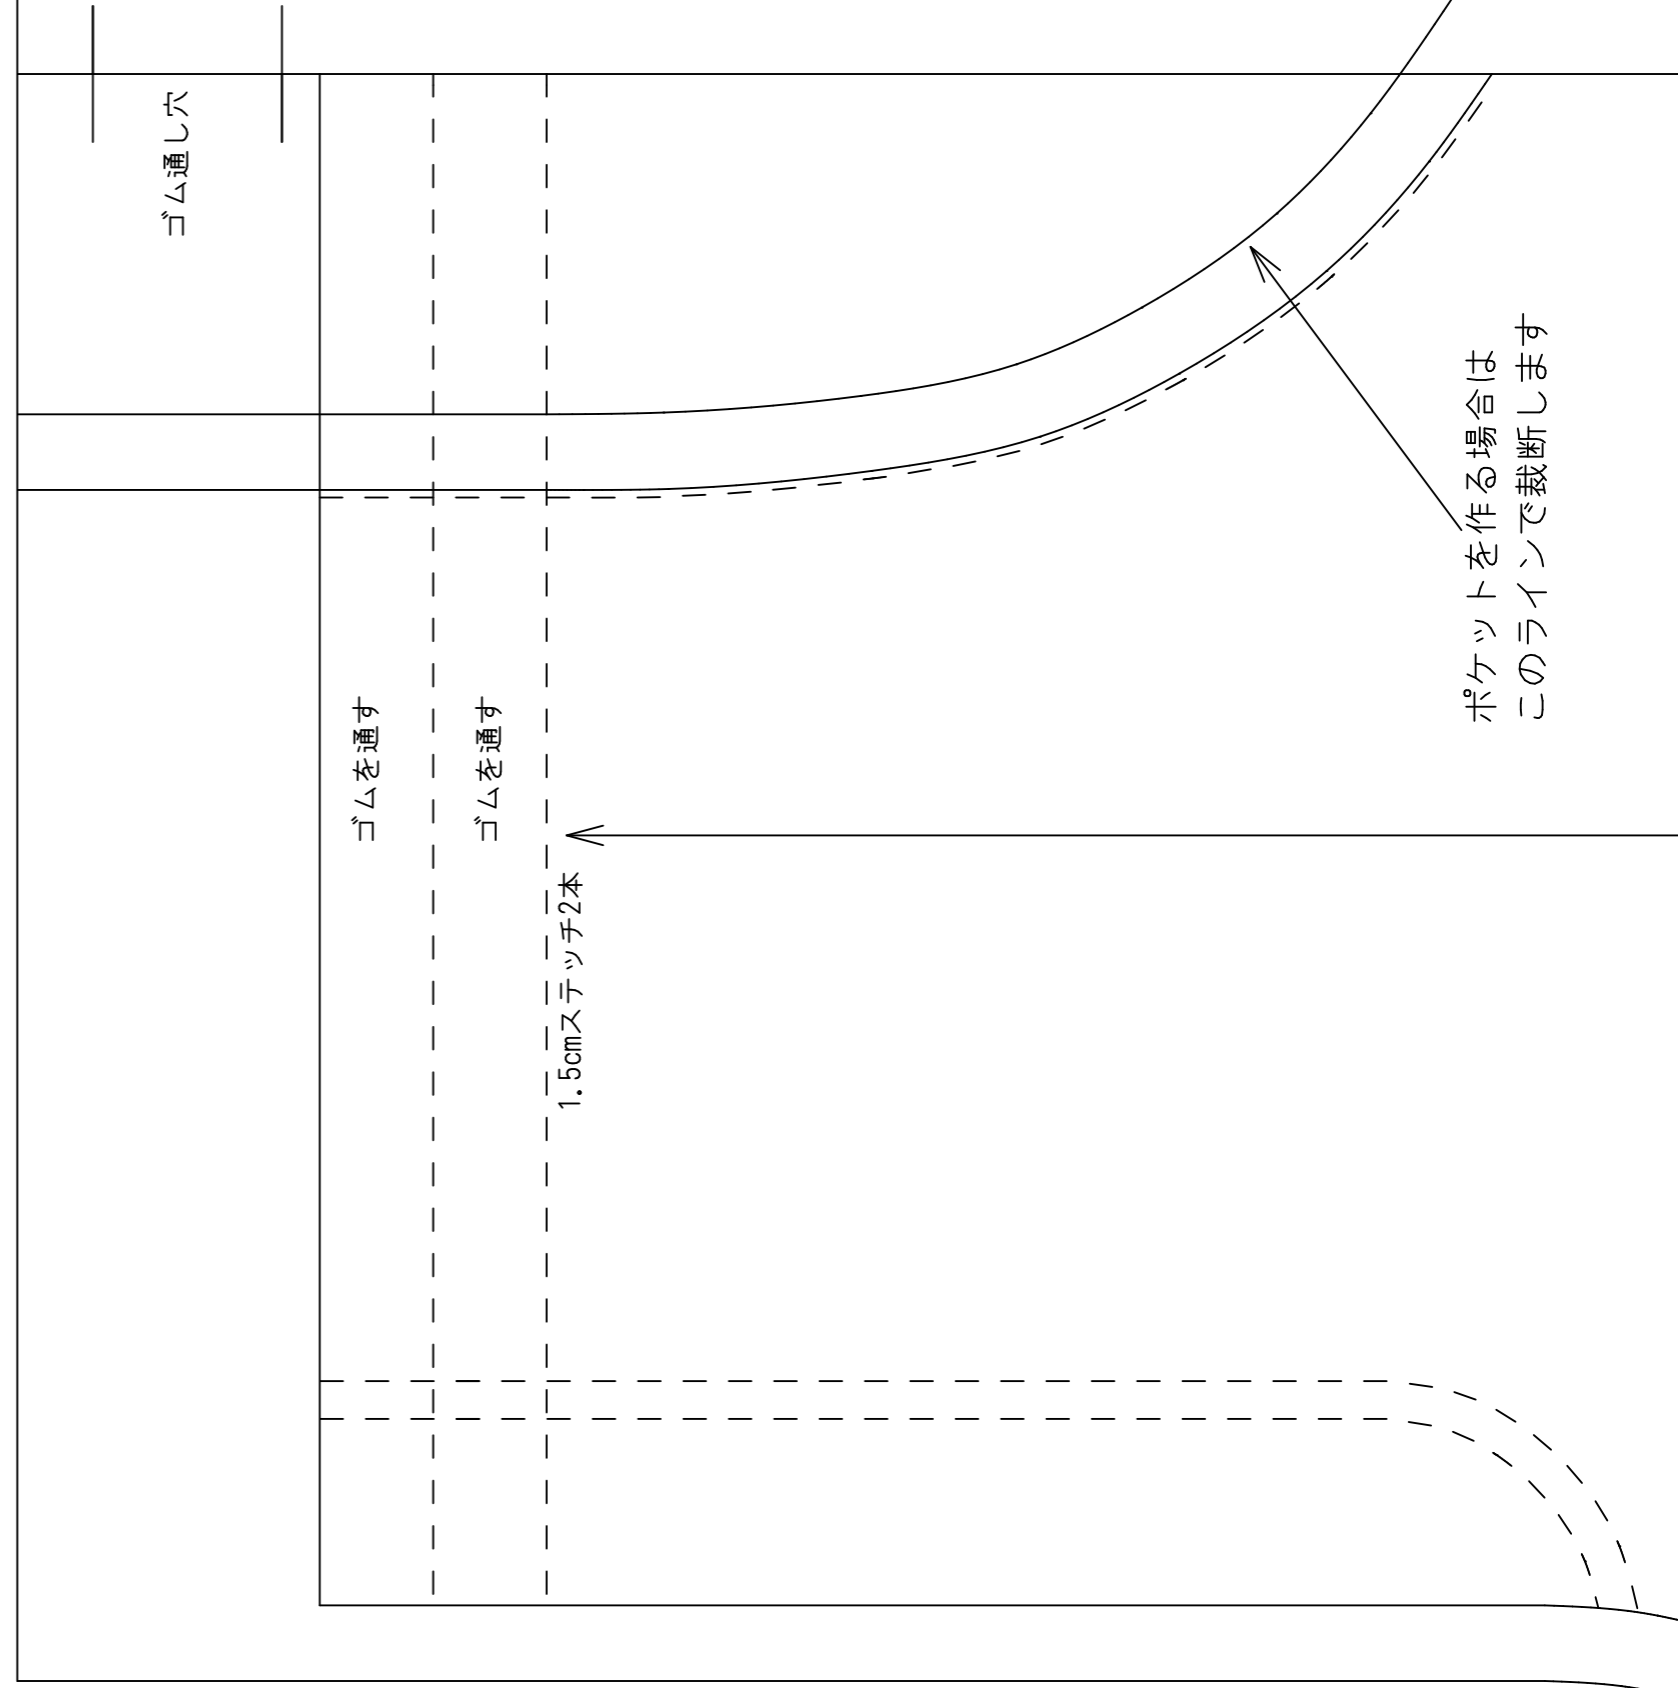 ゴム通し穴
ゴムを通す
ゴムを通す
1.5cmステッチ2本
ポケットを作る場合は
このラインで裁断します